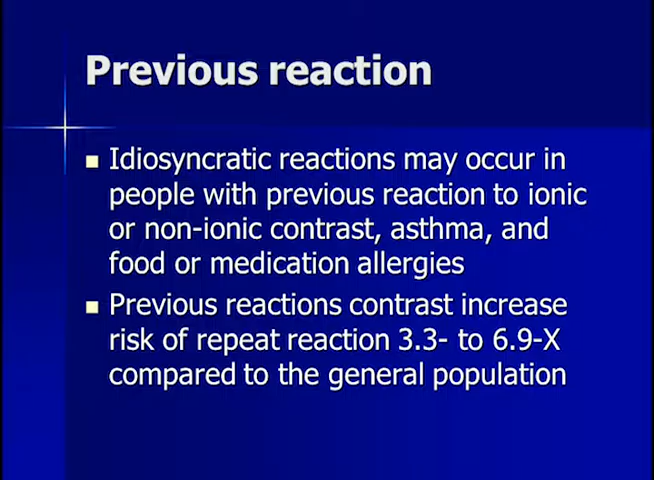 Previous reaction
Idiosyncratic reactions may occur in
people with previous reaction to ionic
or non-ionic contrast, asthma, and
food or medication allergies
Previous reactions contrast increase
risk of repeat reaction 3.3- to 6.9-X
compared to the general population